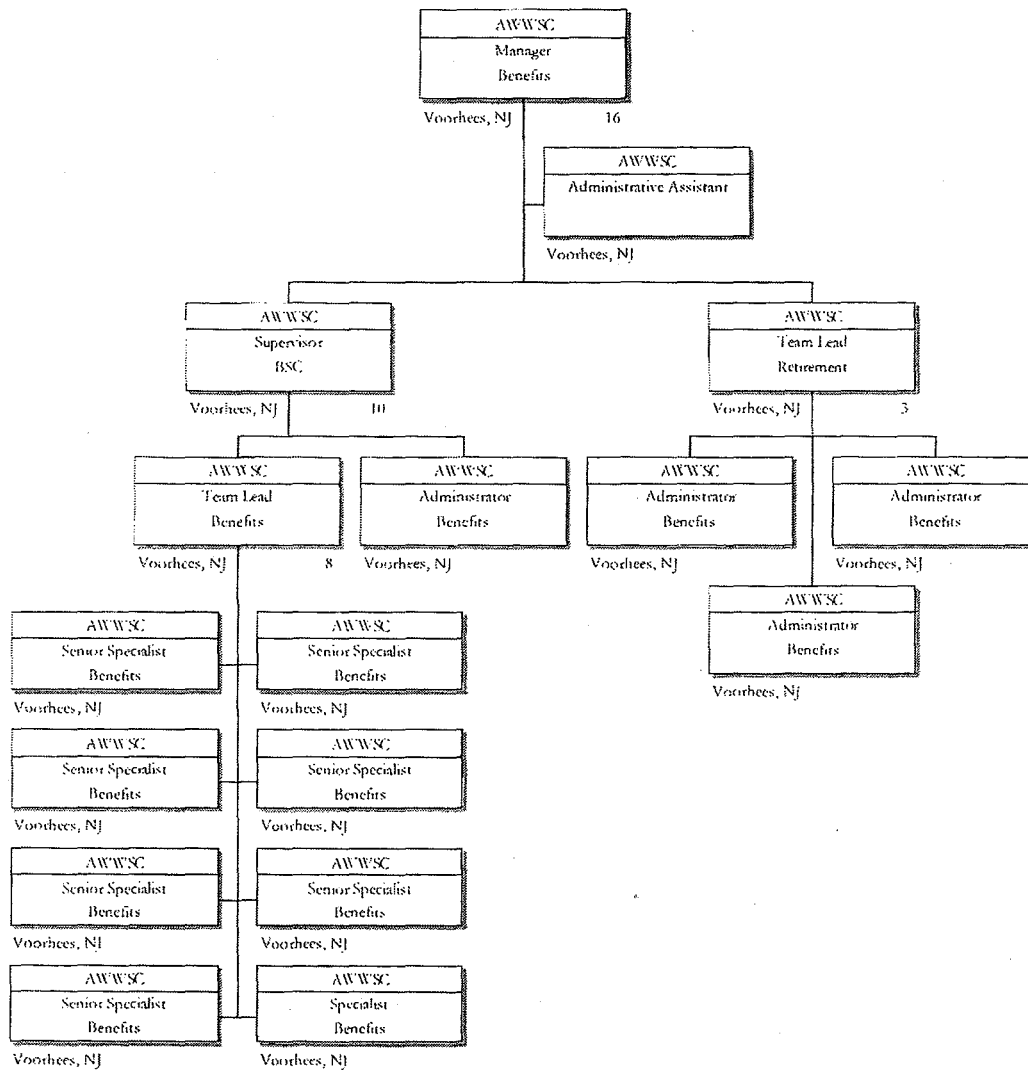 AWWSC
Manager
Benefits
Voorhees, NJ 16
AWWSC
Administrative Assistant
Voorhees, NJ
AWWSC
Supervisor
BSC
Voorhees, NJ 10
AWWSC
Team Lead
Retirement
Voorhees, NJ 3
AWWSC
Team Lead
Benefits
Voorhees, NJ 8
AWWSC
Administrator
Benefits
Voorhees, NJ
AWWSC
Administrator
Benefits
Voorhees, NJ
AWWSC
Administrator
Benefits
Voorhees, NJ
AWWSC
Administrator
Benefits
Voorhees, NJ
AWWSC
Senior Specialist
Benefits
Voorhees, NJ
AWWSC
Senior Specialist
Benefits
Voorhees, NJ
AWWSC
Senior Specialist
Benefits
Voorhees, NJ
AWWSC
Senior Specialist
Benefits
Voorhees, NJ
AWWSC
Senior Specialist
Benefits
Voorhees, NJ
AWWSC
Senior Specialist
Benefits
Voorhees, NJ
AWWSC
Senior Specialist
Benefits
Voorhees, NJ
AWWSC
Specialist
Benefits
Voorhees, NJ